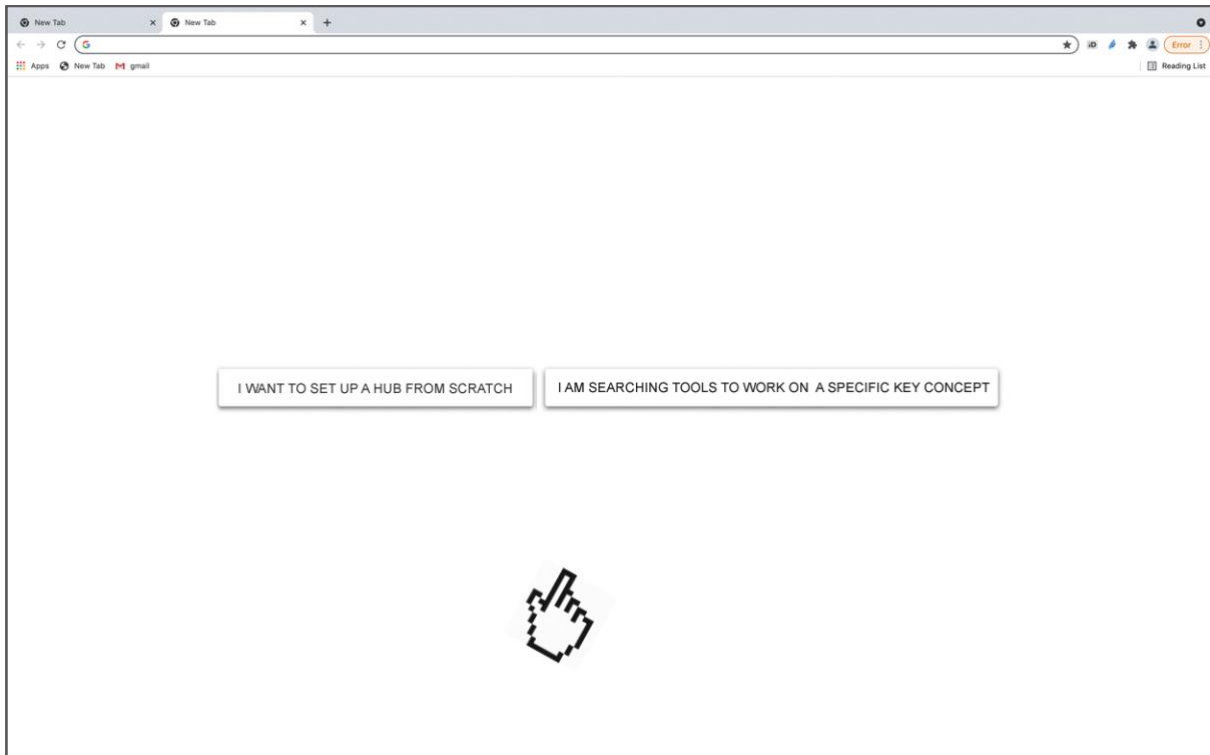 New Tab New Tab
Error
Apps New Tab gmail Reading List
I WANT TO SET UP A HUB FROM SCRATCH I AM SEARCHING TOOLS TO WORK ON A SPECIFIC KEY CONCEPT